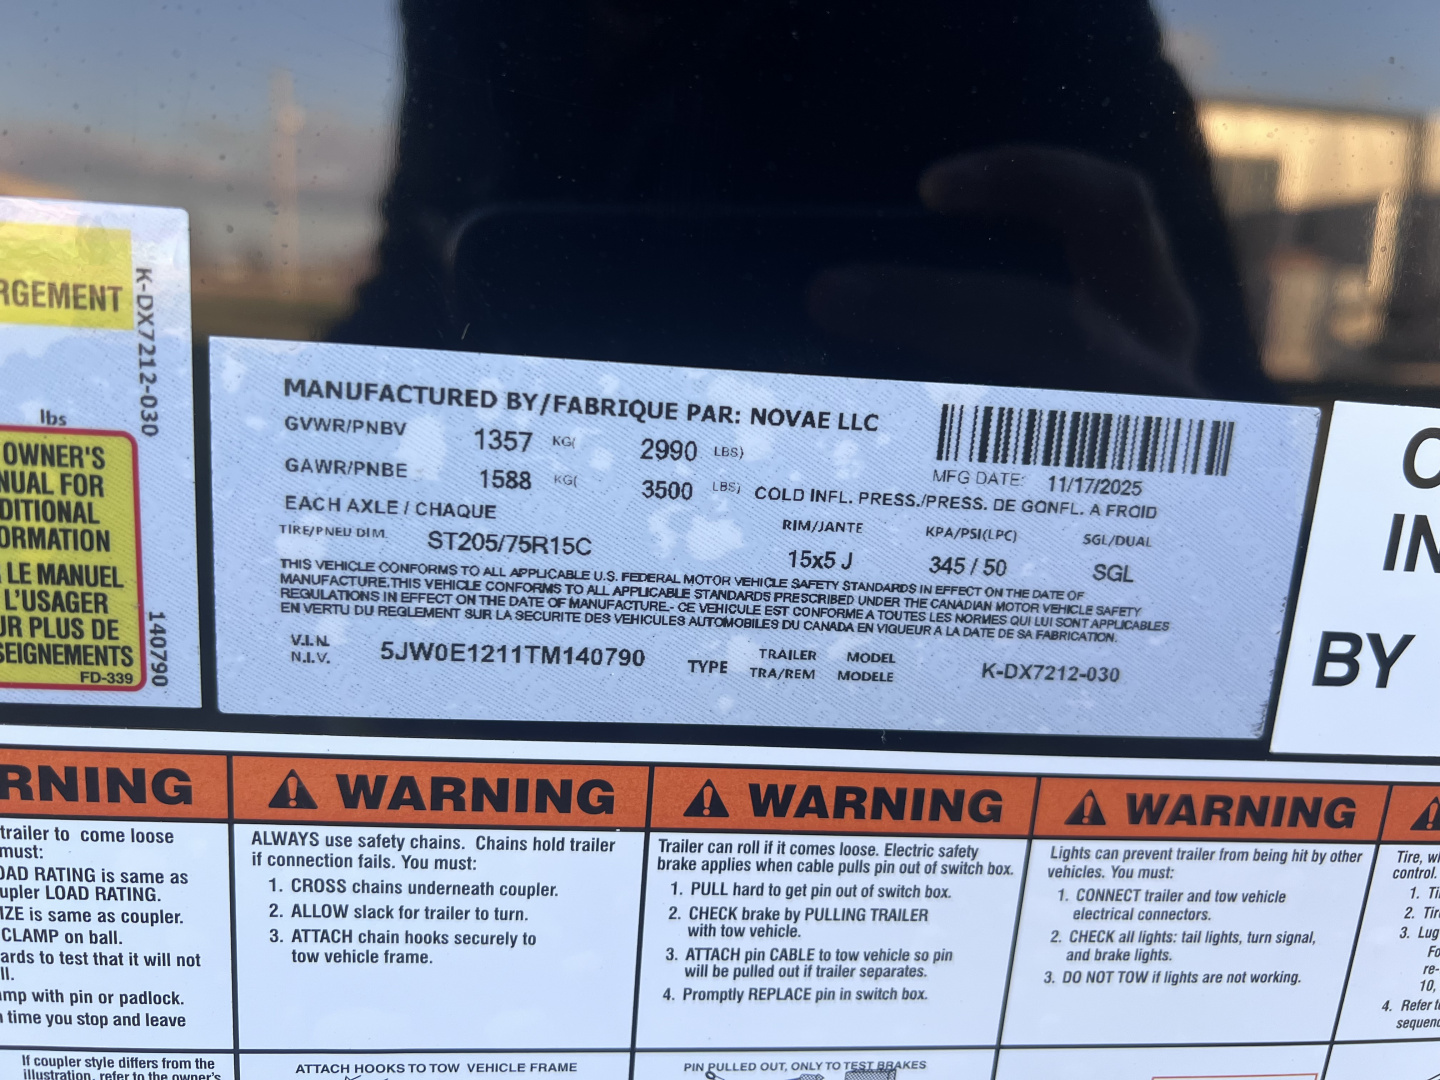 RGEMENT
K-DX7212-030
lbs
OWNER'S
NUAL FOR
DITIONAL
ORMATION
LE MANUEL
L'USAGER
UR PLUS DE
SEIGNEMENTS
FD-339
140790
MANUFACTURED BY/FABRIQUE PAR: NOVAE LLC
GVWR/PNBV 1357 KG( 2990 LBS)
MFG DATE: 11/17/2025
GAWR/PNBE 1588 KG( 3500 LBS)
COLD INFL. PRESS./PRESS. DE GONFL. A FROID
EACH AXLE / CHAQUE
RIM/JANTE KPA/PSI(LPC) SGL/DUAL
TIRE/PNEU DIM. ST205/75R15C 15x5 J 345 / 50 SGL
THIS VEHICLE CONFORMS TO ALL APPLICABLE U.S. FEDERAL MOTOR VEHICLE SAFETY STANDARDS IN EFFECT ON THE DATE OF
MANUFACTURE.THIS VEHICLE CONFORMS TO ALL APPLICABLE STANDARDS PRESCRIBED UNDER THE CANADIAN MOTOR VEHICLE SAFETY
REGULATIONS IN EFFECT ON THE DATE OF MANUFACTURE.- CE VEHICULE EST CONFORME A TOUTES LES NORMES QUI LUI SONT APPLICABLES
EN VERTU DU REGLEMENT SUR LA SECURITE DES VEHICULES AUTOMOBILES DU CANADA EN VIGUEUR A LA DATE DE SA FABRICATION.
V.I.N.
N.I.V. 5JW0E1211TM140790
TYPE TRAILER MODEL
TRA/REM MODELE
K-DX7212-030
IN
BY
RNING
trailer to come loose
must:
OAD RATING is same as
upler LOAD RATING.
IZE is same as coupler.
CLAMP on ball.
ards to test that it will not
ll.
mp with pin or padlock.
time you stop and leave
If coupler style differs from the
illustration, refer to the owner's
WARNING
ALWAYS use safety chains. Chains hold trailer
if connection fails. You must:
1. CROSS chains underneath coupler.
2. ALLOW slack for trailer to turn.
3. ATTACH chain hooks securely to
tow vehicle frame.
ATTACH HOOKS TO TOW VEHICLE FRAME
WARNING
Trailer can roll if it comes loose. Electric safety
brake applies when cable pulls pin out of switch box.
1. PULL hard to get pin out of switch box.
2. CHECK brake by PULLING TRAILER
with tow vehicle.
3. ATTACH pin CABLE to tow vehicle so pin
will be pulled out if trailer separates.
4. Promptly REPLACE pin in switch box.
PIN PULLED OUT, ONLY TO TEST BRAKES
WARNING
Lights can prevent trailer from being hit by other
vehicles. You must:
1. CONNECT trailer and tow vehicle
electrical connectors.
2. CHECK all lights: tail lights, turn signal,
and brake lights.
3. DO NOT TOW if lights are not working.
Tire, w
control.
1. Ti
2. Tir
3. Lug
Fo
re-
10,
4. Refer t
sequenc